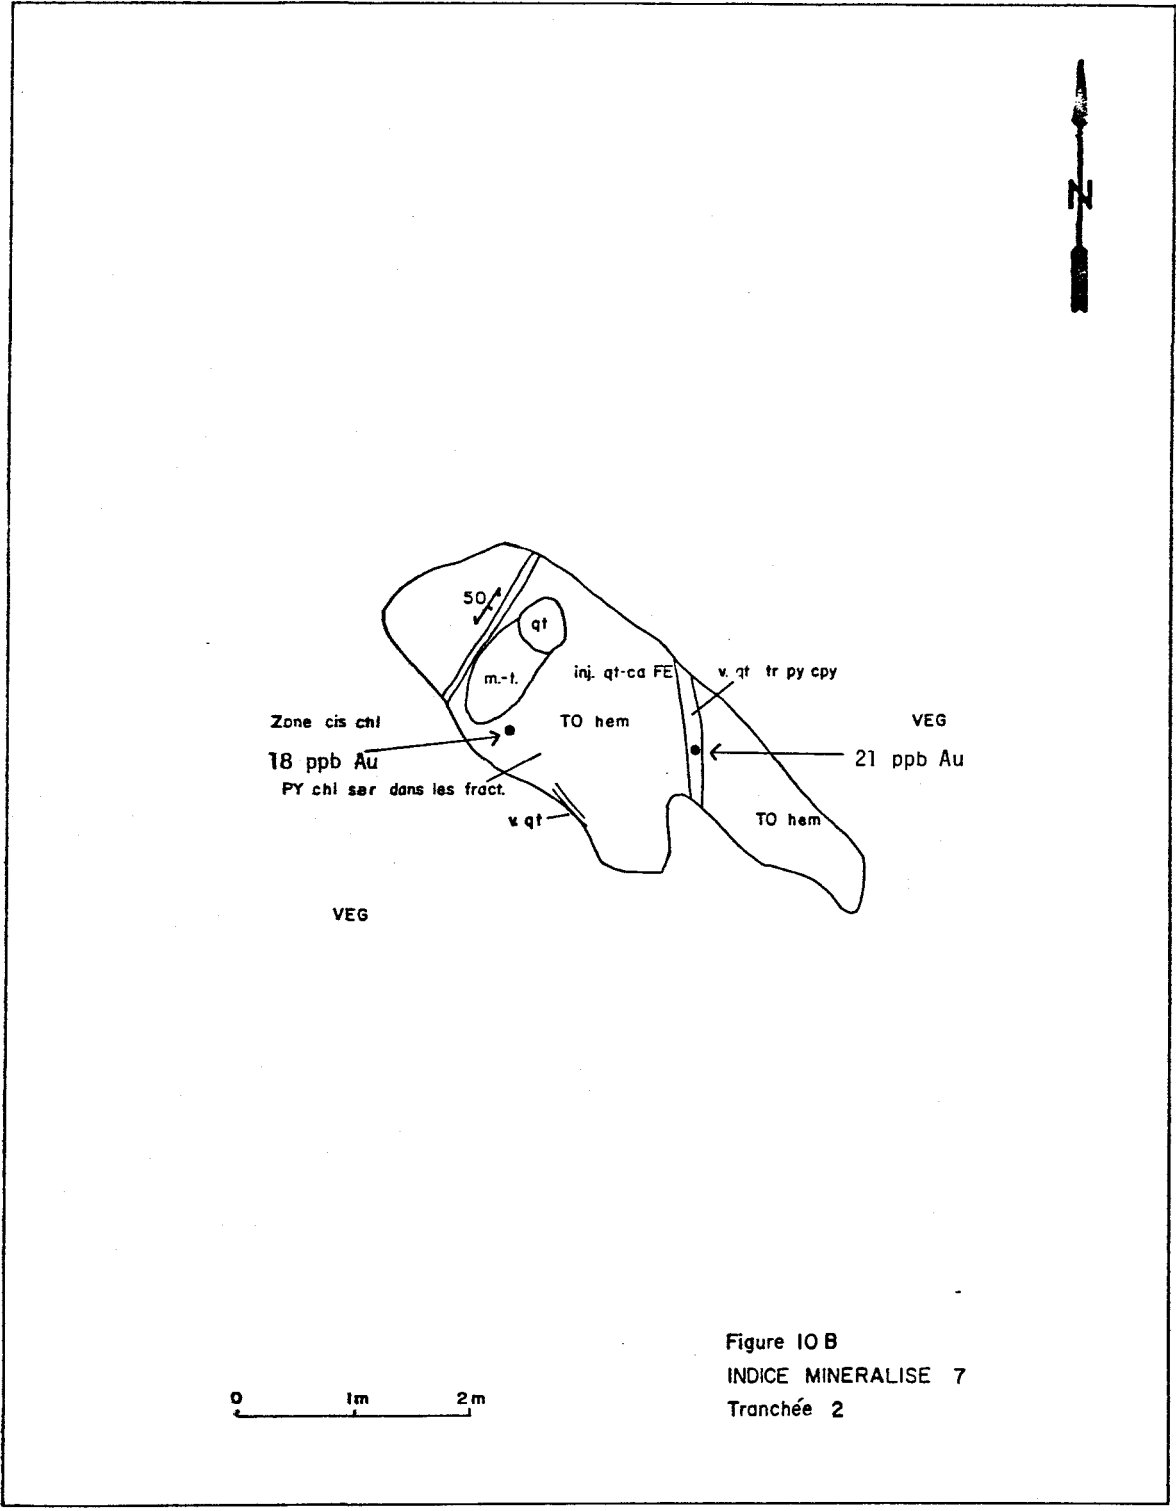 N
50
qt
m.-t.
inj. qt-ca FE
v. qt tr py cpy
Zone cis chl
TO hem
VEG
18 ppb Au
21 ppb Au
PY chl ser dans les fract.
v. qt
TO hem
VEG
Figure 10 B
INDICE MINERALISE 7
Tranchée 2
0 1m 2m